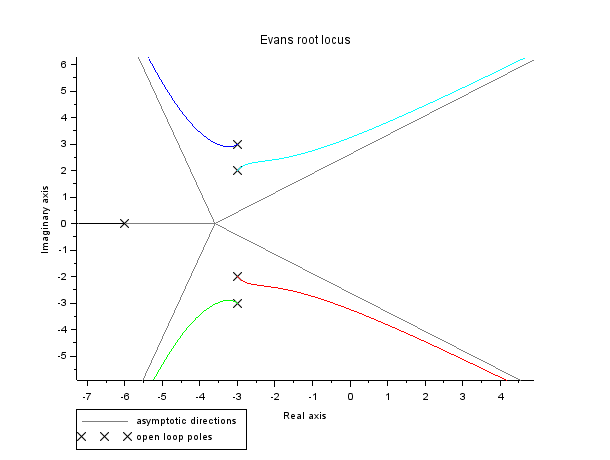 Evans root locus
6
5
4
3
2
1
0
-1
-2
-3
-4
-5
Imaginary axis
-7 -6 -5 -4 -3 -2 -1 0 1 2 3 4
Real axis
asymptotic directions
open loop poles